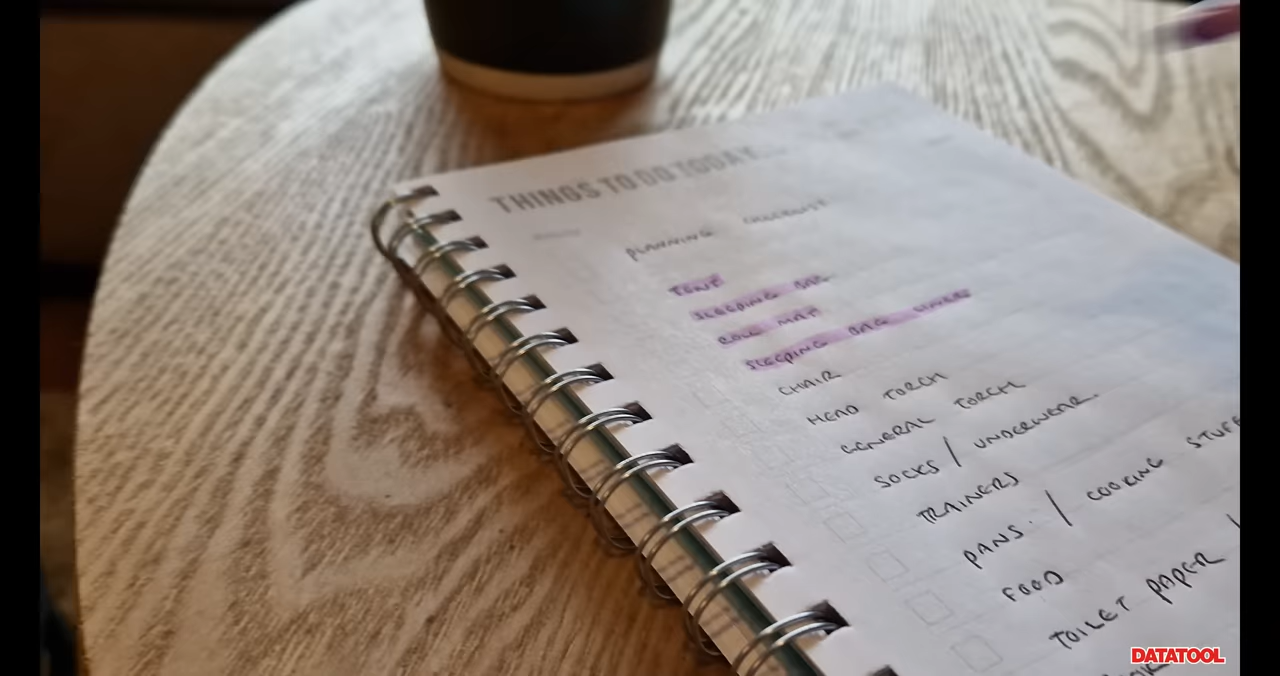 THINGS TO DO TODAY...
PLANNING CHECKLIST
TENT
SLEEPING BAG
ROLL MAT
SLEEPING BAG LINERS
CHAIR
HEAD TORCH
GENERAL TORCH
SOCKS / UNDERWEAR.
TRAINERS
PANS. / COOKING STUFF
FOOD
TOILET PAPER /
DATATOOL